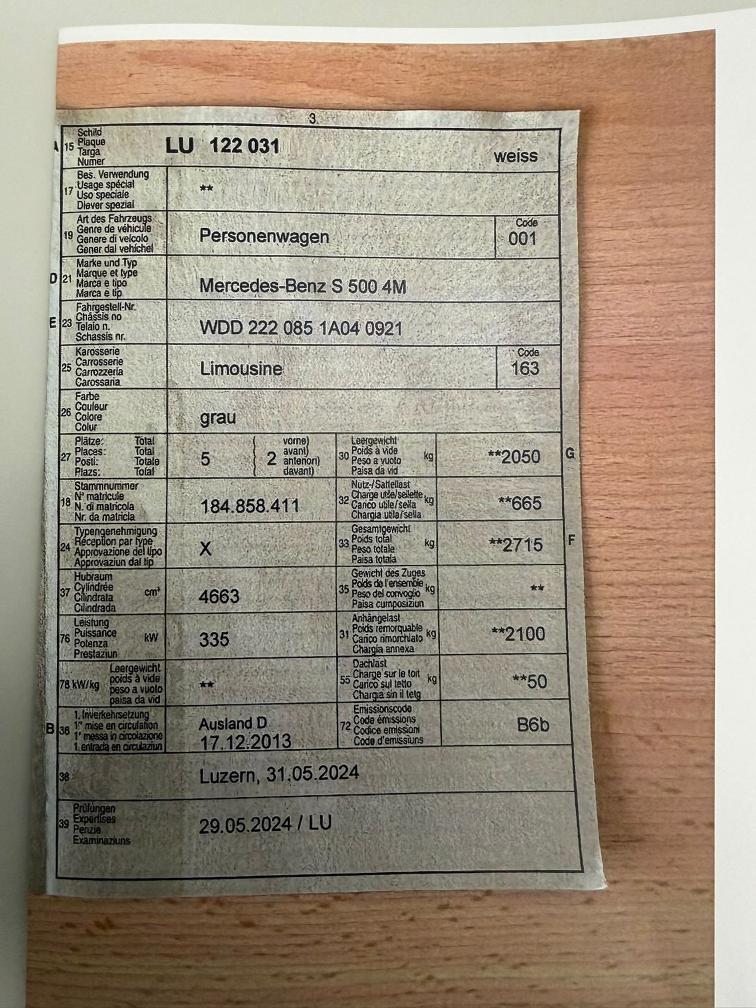 3.
A 15 Schild
Plaque
Targa
Numer
LU 122 031
weiss
17 Bes. Verwendung
Usage spécial
Uso speciale
Diever spezial
**
19 Art des Fahrzeugs
Genre de véhicule
Genere di veicolo
Gener dal vehichel
Personenwagen
Code
001
D 21 Marke und Typ
Marque et type
Marca e tipo
Marca e tip
Mercedes-Benz S 500 4M
E 23 Fahrgestell-Nr.
Châssis no
Telaio n.
Schassis nr.
WDD 222 085 1A04 0921
25 Karosserie
Carrosserie
Carrozzeria
Carossaria
Limousine
Code
163
26 Farbe
Couleur
Colore
Colur
grau
27 Plätze: Total
Places: Total
Posti: Totale
Plazs: Total
5
2
vorne)
avant)
anteriori)
davant)
30 Leergewicht
Poids à vide
Peso a vuoto
Paisa da vid
kg
**2050
G
18 Stammnummer
N° matricule
N. di matricola
Nr. da matricla
184.858.411
32 Nutz-/Sattellast
Charge utile/sellette
Carico utile/sella
Chargia utila/sella
kg
**665
24 Typengenehmigung
Réception par type
Approvazione del tipo
Approvaziun dal tip
X
33 Gesamtgewicht
Poids total
Peso totale
Paisa totala
kg
**2715
F
37 Hubraum
Cylindrée
Cilindrata
Cilindrada
cm³
4663
35 Gewicht des Zuges
Poids de l'ensemble
Peso del convoglio
Paisa cumposiziun
kg
**
76 Leistung
Puissance
Potenza
Prestaziun
kW
335
31 Anhängelast
Poids remorquable
Carico rimorchiato
Chargia annexa
kg
**2100
78 kW/kg
Leergewicht
poids à vide
peso a vuoto
paisa da vid
**
55 Dachlast
Charge sur le toit
Carico sul tetto
Chargia sin il tetg
kg
**50
B 36 1. Inverkehrsetzung
1re mise en circulation
1a messa in circolazione
1. entrada en circulaziun
Ausland D
17.12.2013
72 Emissionscode
Code émissions
Codice emissioni
Code d'emissiuns
B6b
38
Luzern, 31.05.2024
39 Prüfungen
Expertises
Perizie
Examinaziuns
29.05.2024 / LU